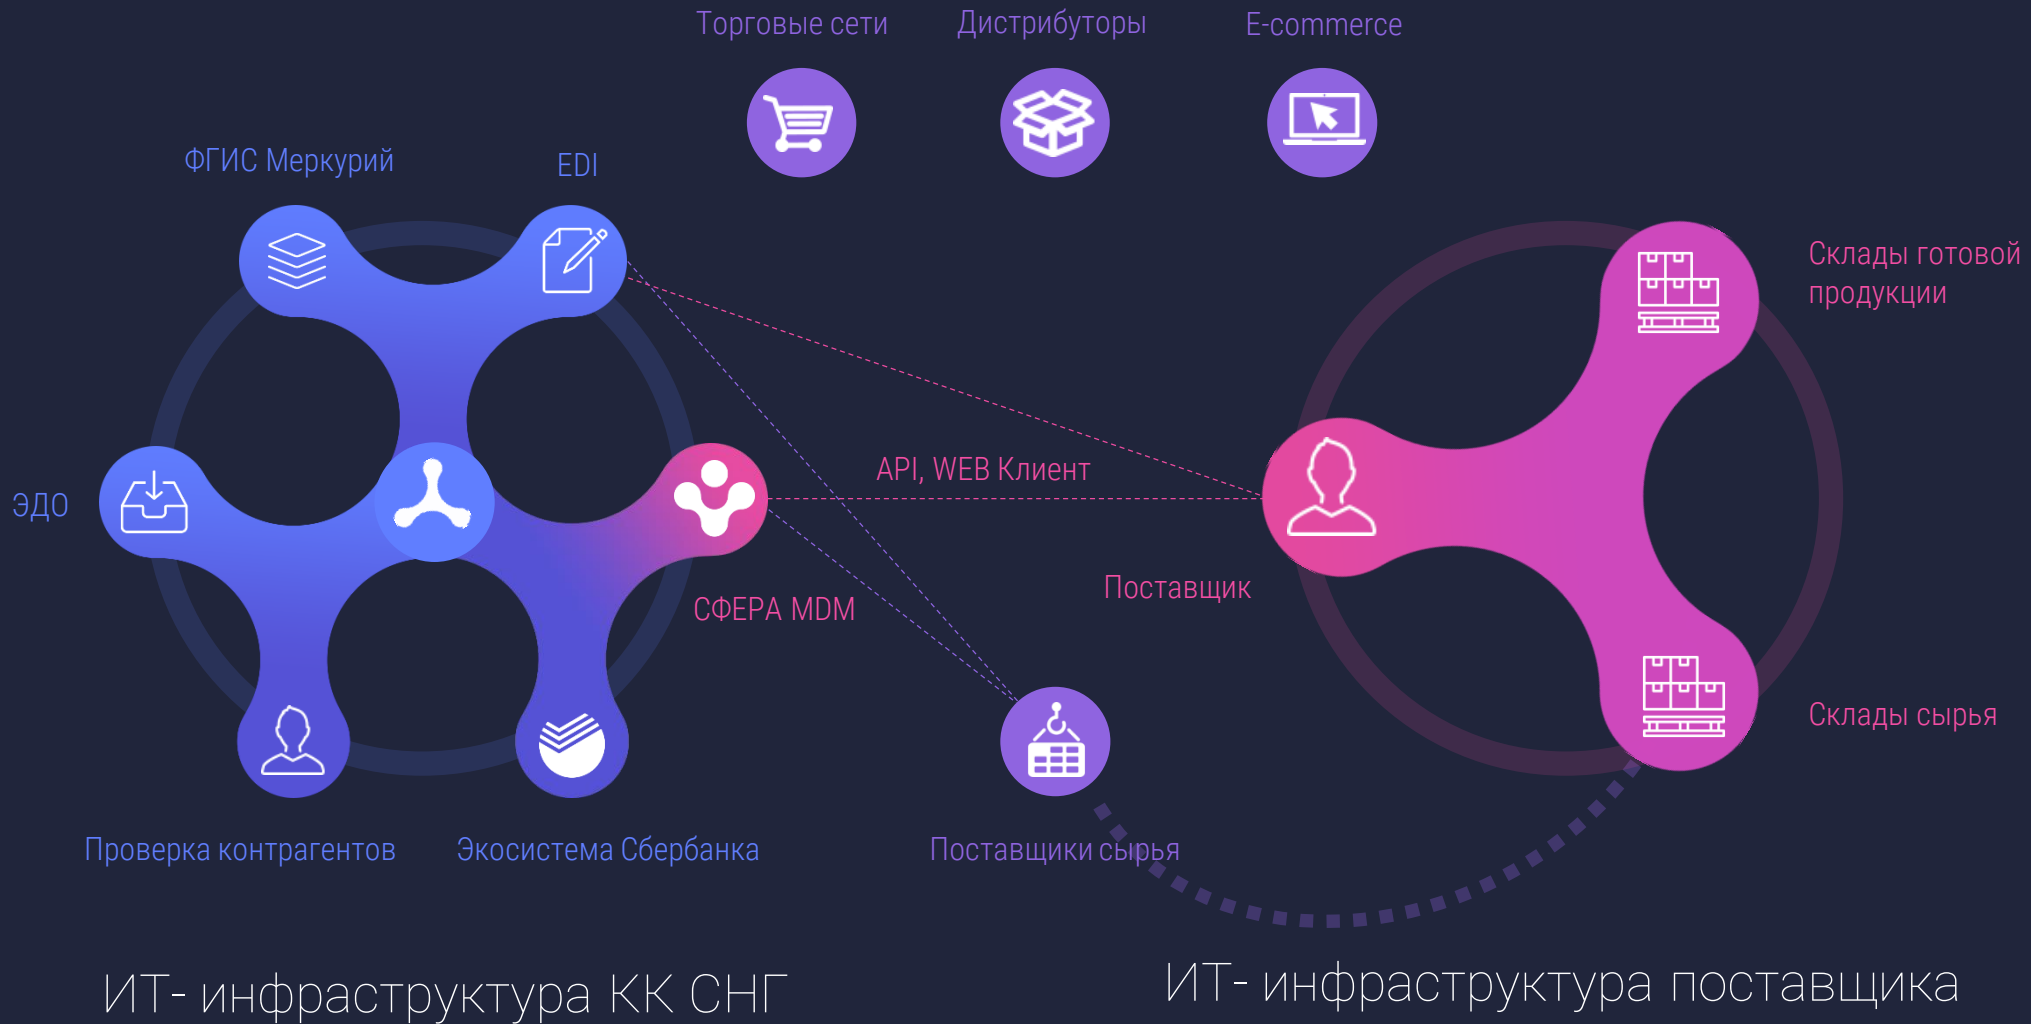 Торговые сети
Дистрибуторы
E-commerce
ФГИС Меркурий
EDI
Склады готовой
продукции
API, WEB Клиент
ЭДО
Поставщик
СФЕРА MDM
Склады сырья
Проверка контрагентов
Экосистема Сбербанка
Поставщики сырья
ИТ- инфраструктура КК СНГ
ИТ- инфраструктура поставщика